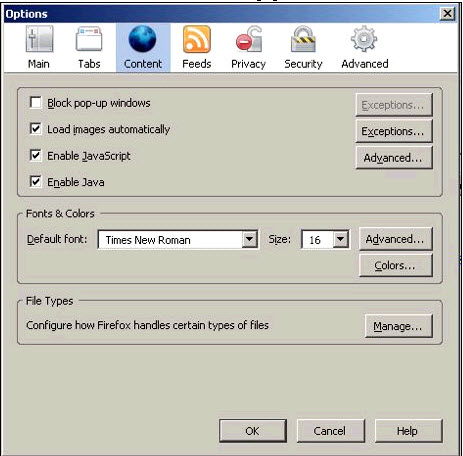 Options
Main Tabs Content Feeds Privacy Security Advanced
Block pop-up windows Exceptions...
Load images automatically Exceptions...
Enable JavaScript Advanced...
Enable Java
Fonts & Colors
Default font: Times New Roman Size: 16 Advanced...
Colors...
File Types
Configure how Firefox handles certain types of files Manage...
OK Cancel Help